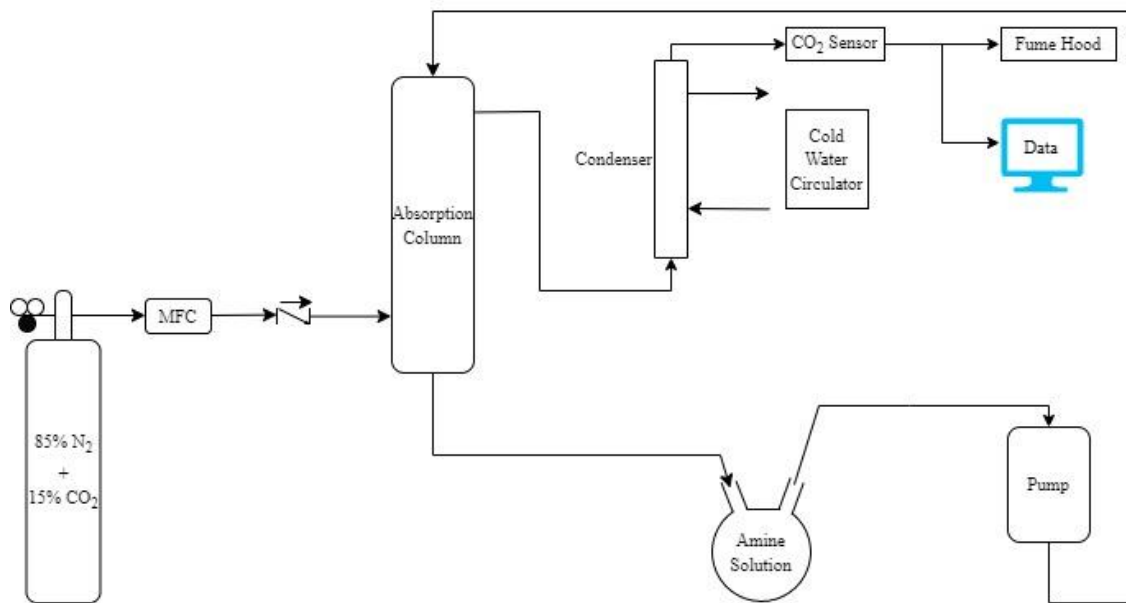 CO₂ Sensor
Fume Hood
Cold
Water
Circulator
Data
Condenser
Absorption
Column
MFC
85% N₂
+
15% CO₂
Pump
Amine
Solution